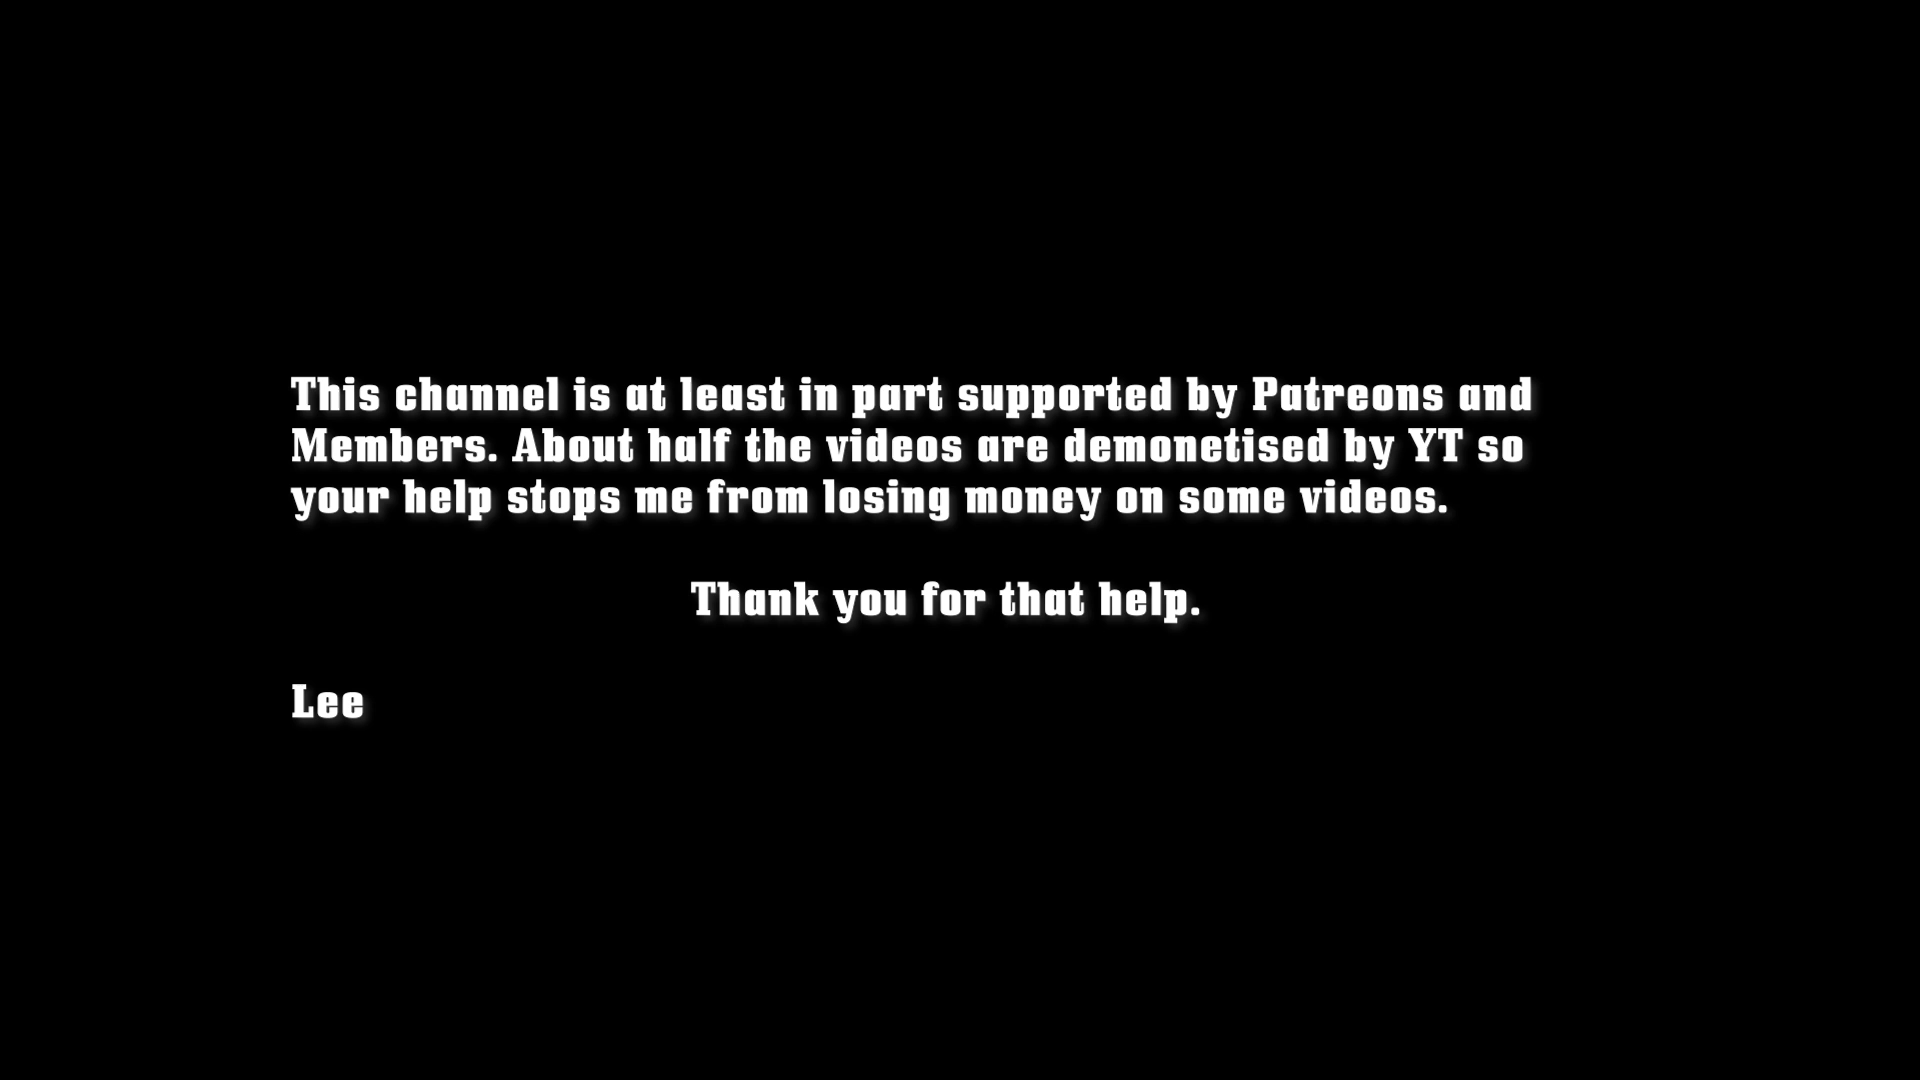 This channel is at least in part supported by Patreons and
Members. About half the videos are demonetised by YT so
your help stops me from losing money on some videos.
Thank you for that help.
Lee